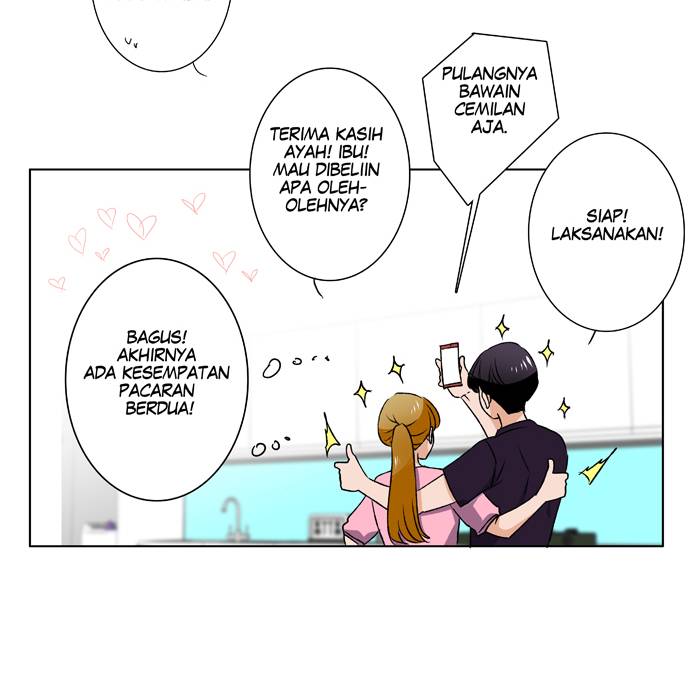 TERIMA KASIH
AYAH! IBU!
MAU DIBELIIN
APA OLEH-
OLEHNYA?
PULANGNYA
BAWAIN
CEMILAN
AJA.
SIAP!
LAKSANAKAN!
BAGUS!
AKHIRNYA
ADA KESEMPATAN
PACARAN
BERDUA!